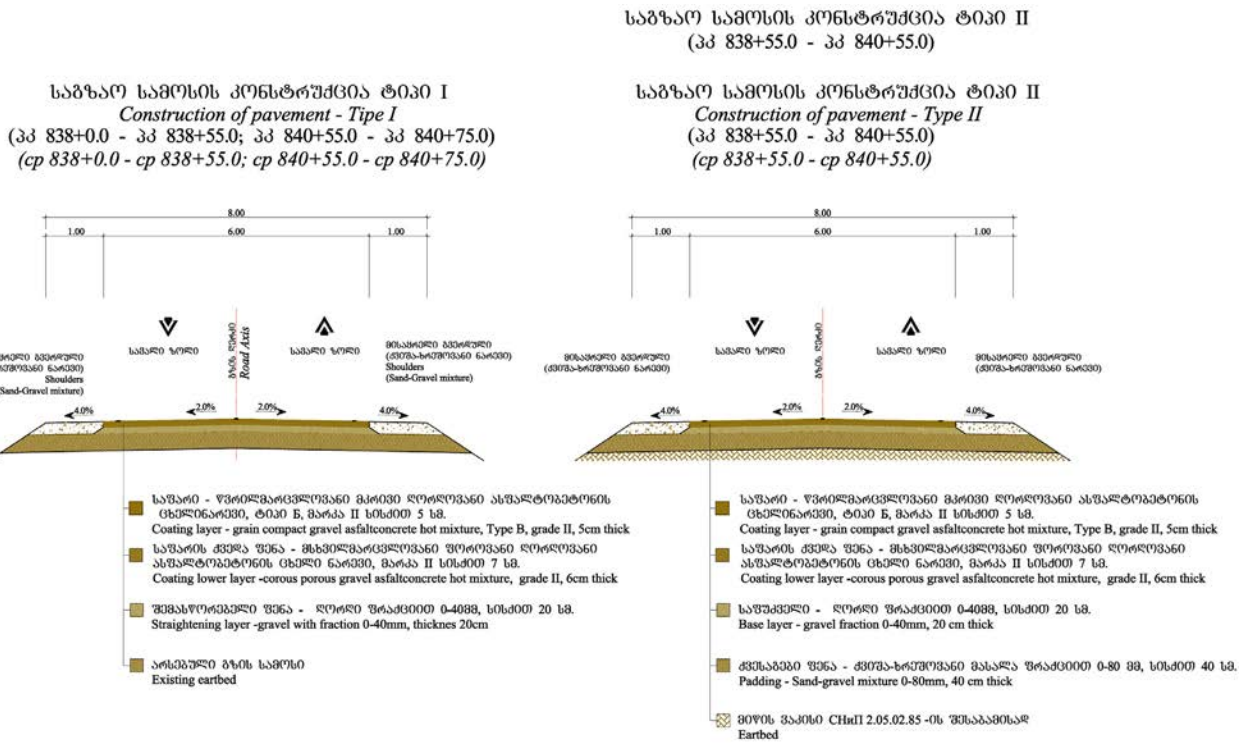 საგზაო სამოსის კონსტრუქცია ტიპი II
(პკ 838+55.0 - პკ 840+55.0)
საგზაო სამოსის კონსტრუქცია ტიპი I
Construction of pavement - Tipe I
(პკ 838+0.0 - პკ 838+55.0; პკ 840+55.0 - პკ 840+75.0)
(cp 838+0.0 - cp 838+55.0; cp 840+55.0 - cp 840+75.0)
საგზაო სამოსის კონსტრუქცია ტიპი II
Construction of pavement - Type II
(პკ 838+55.0 - პკ 840+55.0)
(cp 838+55.0 - cp 840+55.0)
8.00
1.00 6.00 1.00
სავალი ზოლი
გზის ღერძი
Road Axis
სავალი ზოლი
გვერდული
ნარევი)
Shoulders
Sand-Gravel mixture)
მისაყრელი გვერდული
(ქვიშა-ხრეშოვანი ნარევი)
Shoulders
(Sand-Gravel mixture)
4.0% 2.0% 2.0% 4.0%
საფარი - წვრილმარცვლოვანი მკრივი ღორღოვანი ასფალტობეტონის
ცხელინარევი, ტიპი Б, მარკა II სისქით 5 სმ.
Coating layer - grain compact gravel asfaltconcrete hot mixture, Type B, grade II, 5cm thick
საფარის ქვედა ფენა - მსხვილმარცვლოვანი ფოროვანი ღორღოვანი
ასფალტობეტონის ცხელი ნარევი, მარკა II სისქით 7 სმ.
Coating lower layer -corous porous gravel asfaltconcrete hot mixture, grade II, 6cm thick
შემასწორებელი ფენა - ღორღი ფრაქციით 0-40მმ, სისქით 20 სმ.
Straightening layer -gravel with fraction 0-40mm, thicknes 20cm
არსებული გზის სამოსი
Existing eartbed
8.00
1.00 6.00 1.00
სავალი ზოლი
გზის ღერძი
სავალი ზოლი
მისაყრელი გვერდული
(ქვიშა-ხრეშოვანი ნარევი)
მისაყრელი გვერდული
(ქვიშა-ხრეშოვანი ნარევი)
4.0% 2.0% 2.0% 4.0%
საფარი - წვრილმარცვლოვანი მკრივი ღორღოვანი ასფალტობეტონის
ცხელინარევი, ტიპი Б, მარკა II სისქით 5 სმ.
Coating layer - grain compact gravel asfaltconcrete hot mixture, Type B, grade II, 5cm thick
საფარის ქვედა ფენა - მსხვილმარცვლოვანი ფოროვანი ღორღოვანი
ასფალტობეტონის ცხელი ნარევი, მარკა II სისქით 7 სმ.
Coating lower layer -corous porous gravel asfaltconcrete hot mixture, grade II, 6cm thick
საფუძველი - ღორღი ფრაქციით 0-40მმ, სისქით 20 სმ.
Base layer - gravel fraction 0-40mm, 20 cm thick
ქვესაგები ფენა - ქვიშა-ხრეშოვანი მასალა ფრაქციით 0-80 მმ, სისქით 40 სმ.
Padding - Sand-gravel mixture 0-80mm, 40 cm thick
მიწის ვაკისი СНиП 2.05.02.85 -ის შესაბამისად
Eartbed